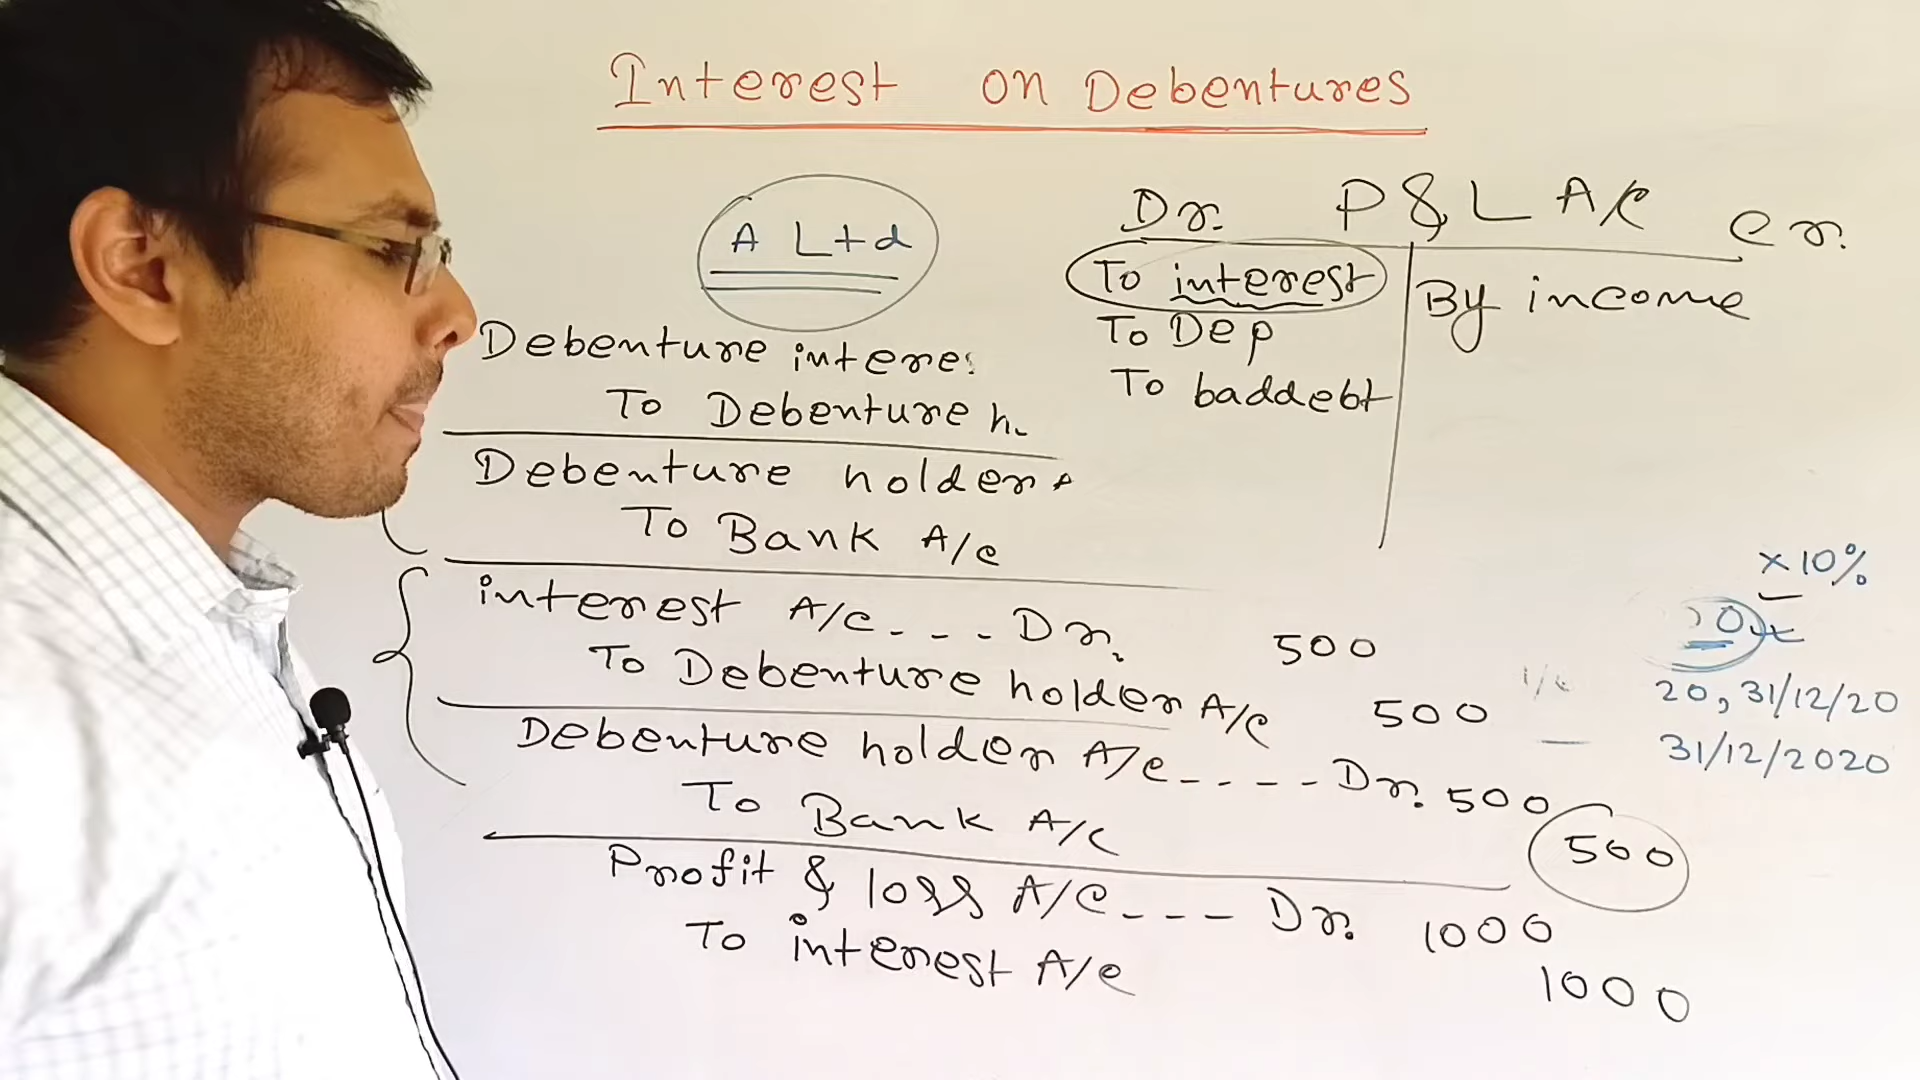 Interest on Debentures
A Ltd
Dr. P&L A/c Cr.
To interest
By income
To Dep
To baddebt
Debenture intere
To Debenture h
Debenture holder
To Bank A/c
x10%
interest A/c - - - Dr. 500
To Debenture holder A/c 500
20, 31/12/20
31/12/2020
Debenture holder A/c - - - - Dr. 500
To Bank A/c 500
Profit & loss A/c - - - Dr. 1000
To interest A/c 1000